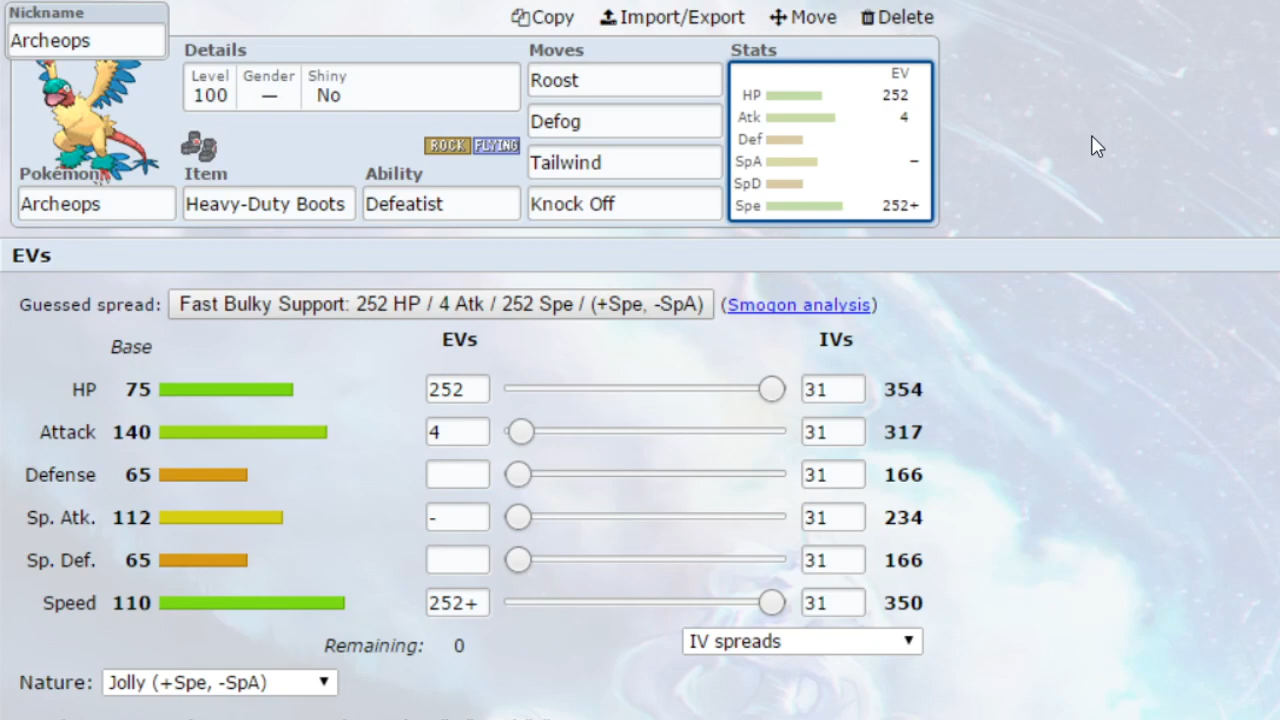 Nickname
Archeops
Copy Import/Export Move Delete
Details
Level Gender Shiny
100 — No
ROCK FLYING
Pokémon Item Ability
Archeops Heavy-Duty Boots Defeatist
Moves
Roost
Defog
Tailwind
Knock Off
Stats
EV
HP 252
Atk 4
Def
SpA –
SpD
Spe 252+
EVs
Guessed spread: Fast Bulky Support: 252 HP / 4 Atk / 252 Spe / (+Spe, -SpA) (Smogon analysis)
Base EVs IVs
HP 75 252 31 354
Attack 140 4 31 317
Defense 65 31 166
Sp. Atk. 112 - 31 234
Sp. Def. 65 31 166
Speed 110 252+ 31 350
Remaining: 0 IV spreads
Nature: Jolly (+Spe, -SpA)